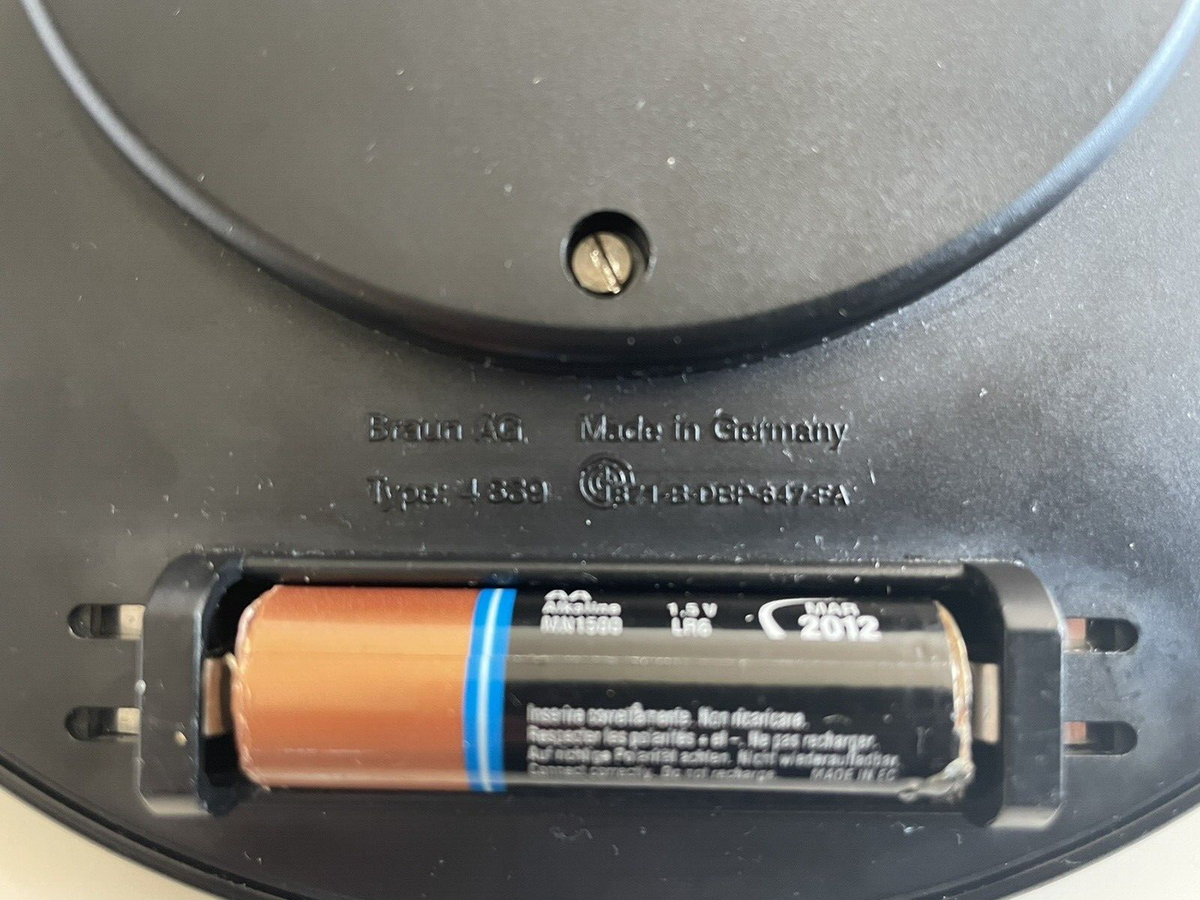 Braun AG Made in Germany
Type: 4 839
Alkaline 1,5 V MAR
MN1500 LR6 2012
Inserire correttamente. Non ricaricare.
Respecter les polarités + et -. Ne pas recharger.
Auf richtige Polarität achten. Nicht wiederaufladbar.
Connect correctly. Do not recharge. MADE IN EC